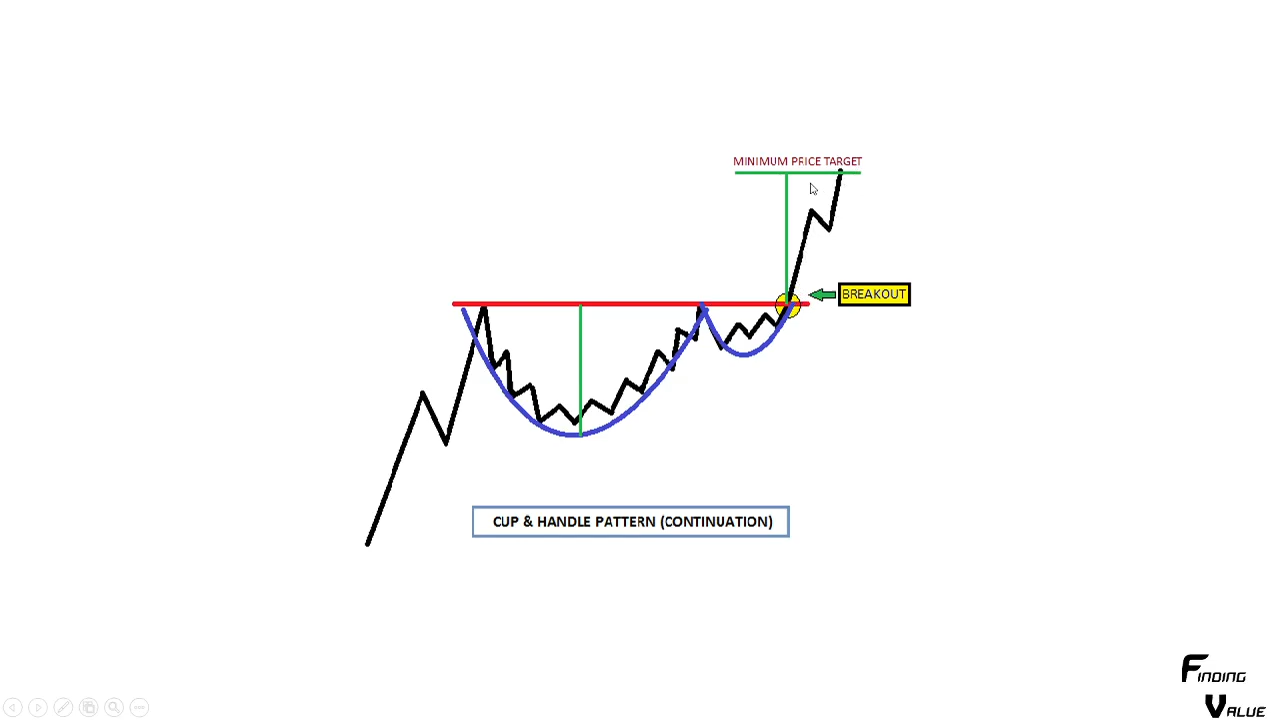 MINIMUM PRICE TARGET
BREAKOUT
CUP & HANDLE PATTERN (CONTINUATION)
FINDING
VALUE